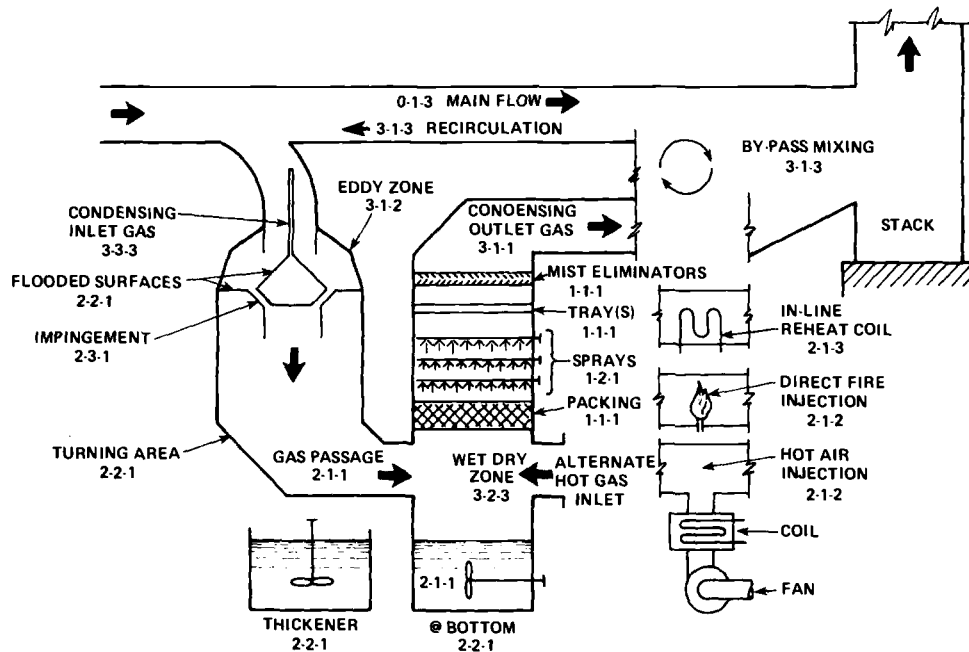 0-1-3 MAIN FLOW
3-1-3 RECIRCULATION
BY-PASS MIXING
3-1-3
STACK
EDDY ZONE
3-1-2
CONDENSING
INLET GAS
3-3-3
FLOODED SURFACES
2-2-1
IMPINGEMENT
2-3-1
CONDENSING
OUTLET GAS
3-1-1
MIST ELIMINATORS
1-1-1
TRAY(S)
1-1-1
SPRAYS
1-2-1
PACKING
1-1-1
IN-LINE
REHEAT COIL
2-1-3
DIRECT FIRE
INJECTION
2-1-2
HOT AIR
INJECTION
2-1-2
COIL
FAN
TURNING AREA
2-2-1
GAS PASSAGE
2-1-1
WET DRY
ZONE
3-2-3
ALTERNATE
HOT GAS
INLET
2-1-1
THICKENER
2-2-1
@ BOTTOM
2-2-1